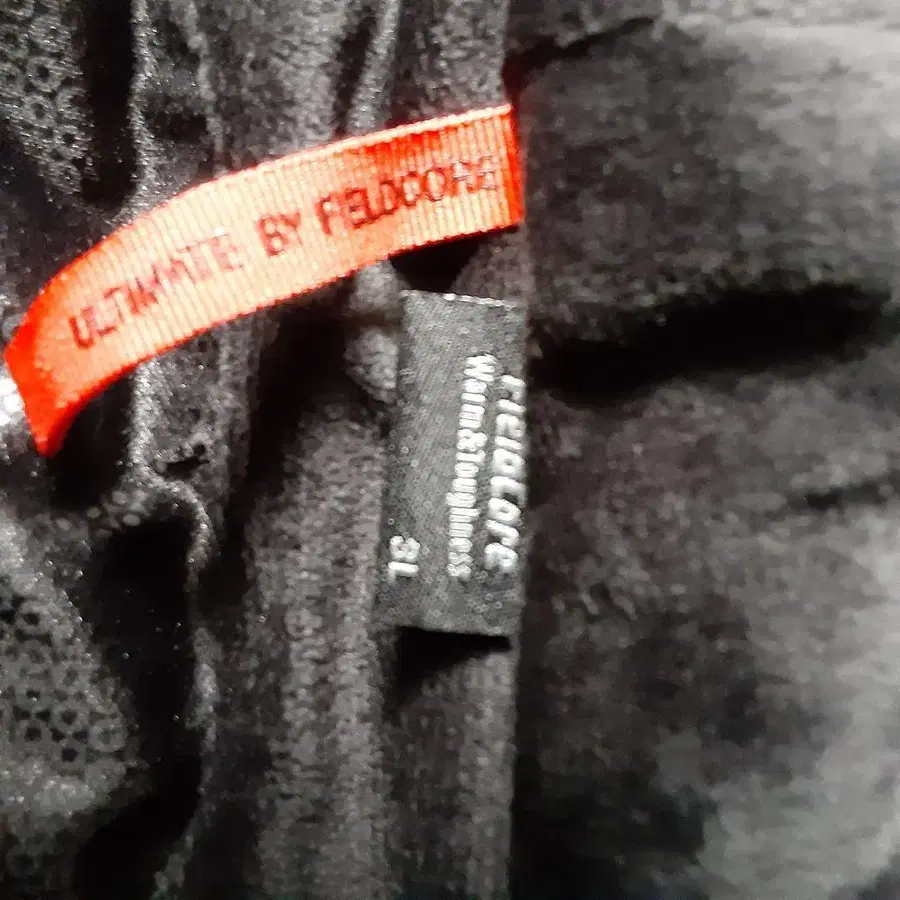 ULTIMATE BY FIELDCORE
Fieldcore
Warm&Toughness
3L